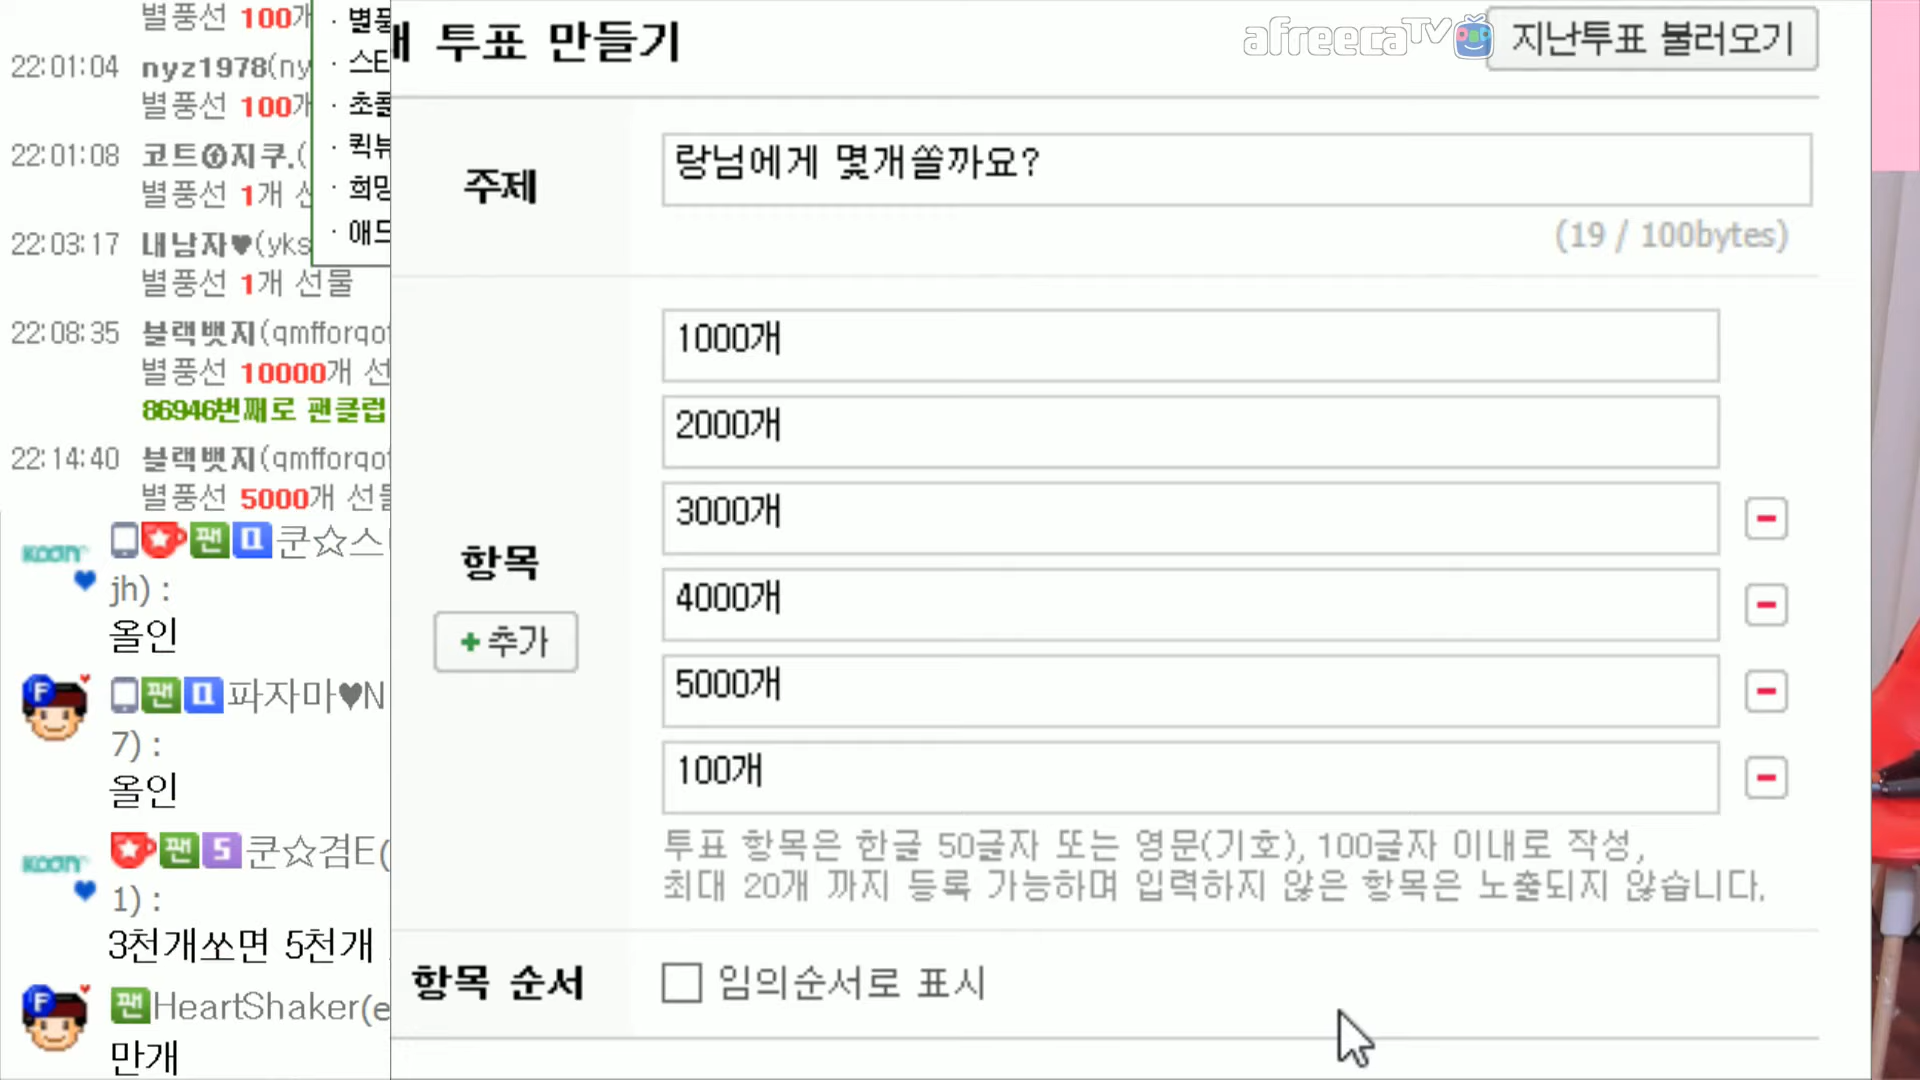 별풍선 100개
22:01:04 nyz1978(ny
별풍선 100개
22:01:08 코트ⓕ지쿠.(
별풍선 1개 선
22:03:17 내남자♥(yks
별풍선 1개 선물
22:08:35 블랙뱃지(qmfforqo
별풍선 10000개 선
86946번째로 팬클럽
22:14:40 블랙뱃지(qmfforqo
별풍선 5000개 선물
· 별풍
· 스티
· 초콜
· 퀵뷰
· 희망
· 애드
KOON
팬 쿤☆스
jh) :
올인
F
팬 파자마♥N
7) :
올인
KOON
팬 S 쿤☆겸E(
1) :
3천개쏘면 5천개
F
팬 HeartShaker(e
만개
투표 만들기
afreecaTV
지난투표 불러오기
주제
랑님에게 몇개쏠까요?
(19 / 100bytes)
항목
+ 추가
1000개
2000개
3000개
4000개
5000개
100개
투표 항목은 한글 50글자 또는 영문(기호), 100글자 이내로 작성,
최대 20개 까지 등록 가능하며 입력하지 않은 항목은 노출되지 않습니다.
항목 순서
임의순서로 표시